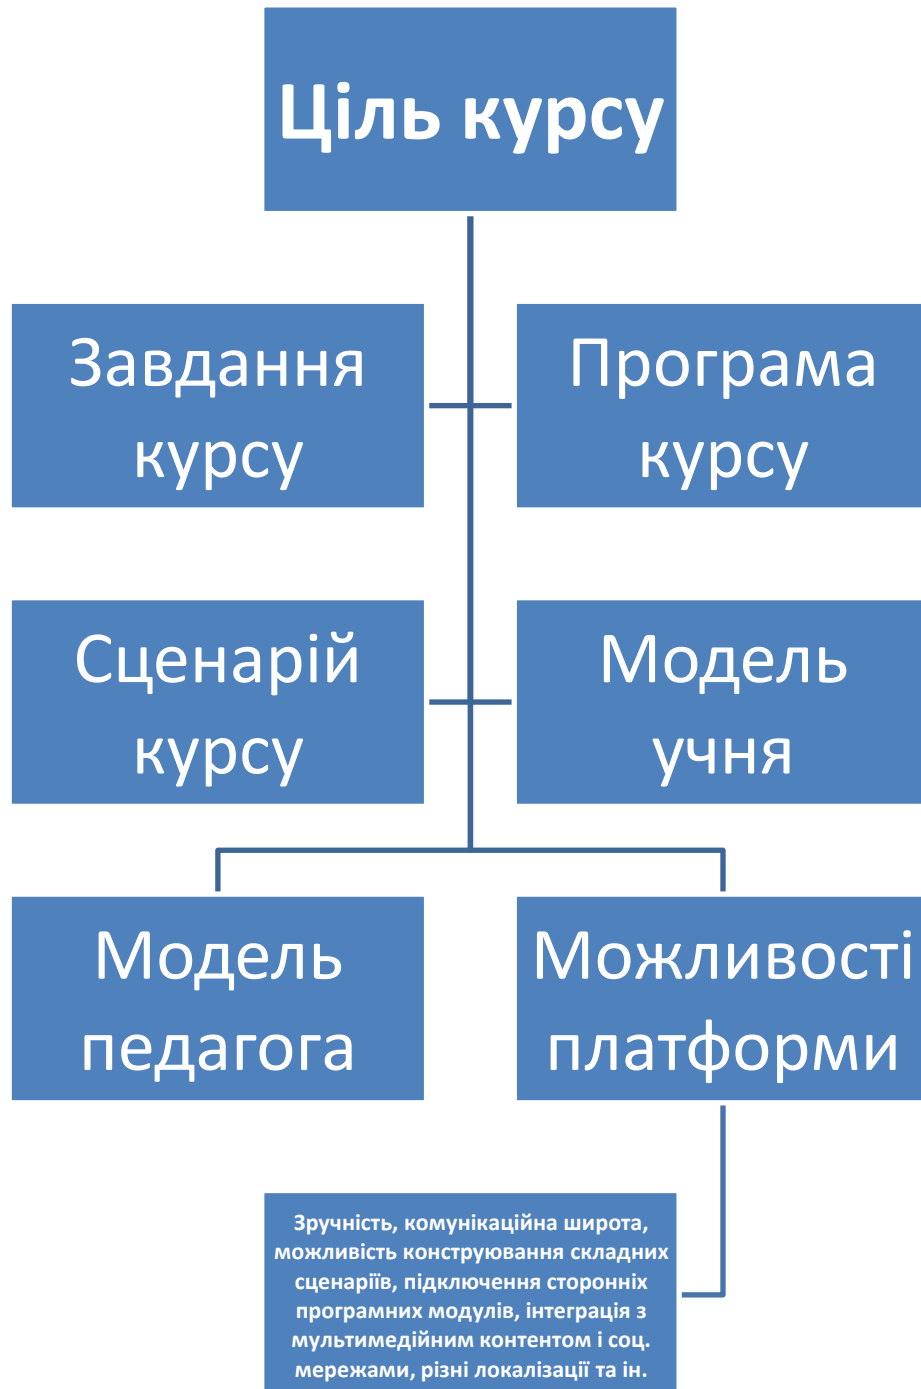 Ціль курсу
Завдання
курсу
Програма
курсу
Сценарій
курсу
Модель
учня
Модель
педагога
Можливості
платформи
Зручність, комунікаційна широта,
можливість конструювання складних
сценаріїв, підключення сторонніх
програмних модулів, інтеграція з
мультимедійним контентом і соц.
мережами, різні локалізації та ін.